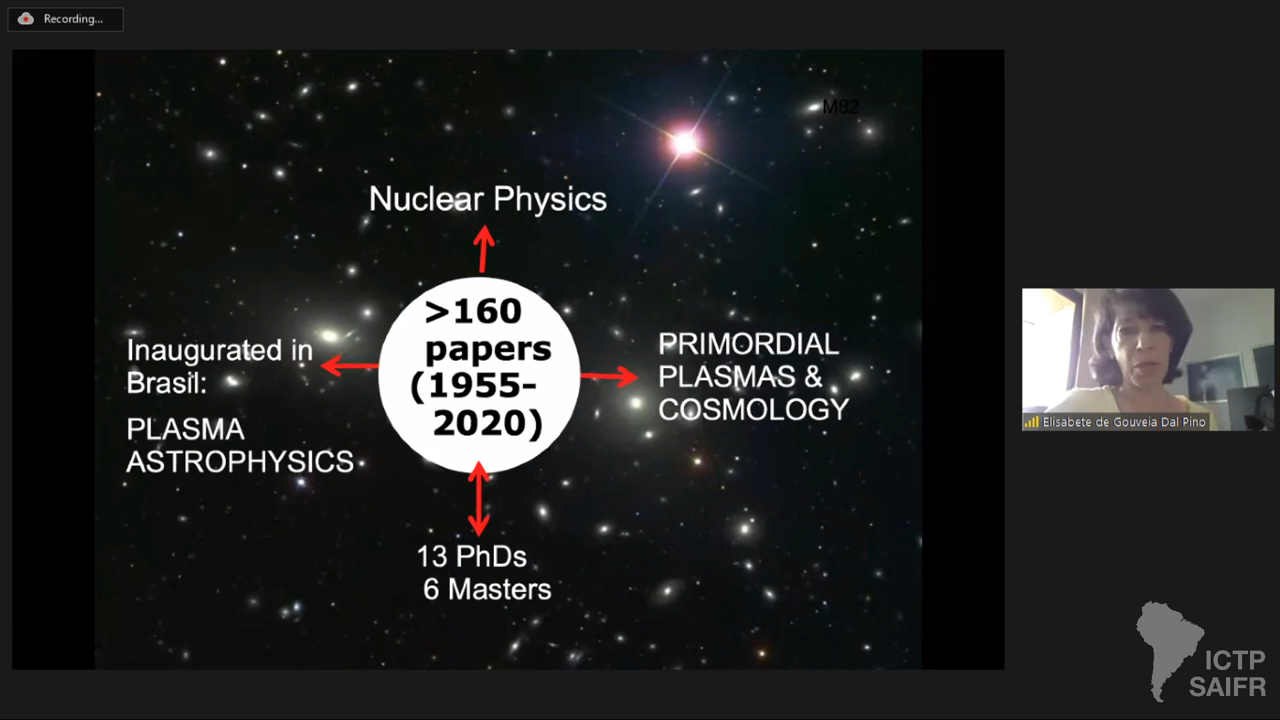 Recording...
M82
Nuclear Physics
>160
papers
(1955-
2020)
Inaugurated in
Brasil:
PLASMA
ASTROPHYSICS
PRIMORDIAL
PLASMAS &
COSMOLOGY
13 PhDs
6 Masters
Elisabete de Gouveia Dal Pino
ICTP
SAIFR